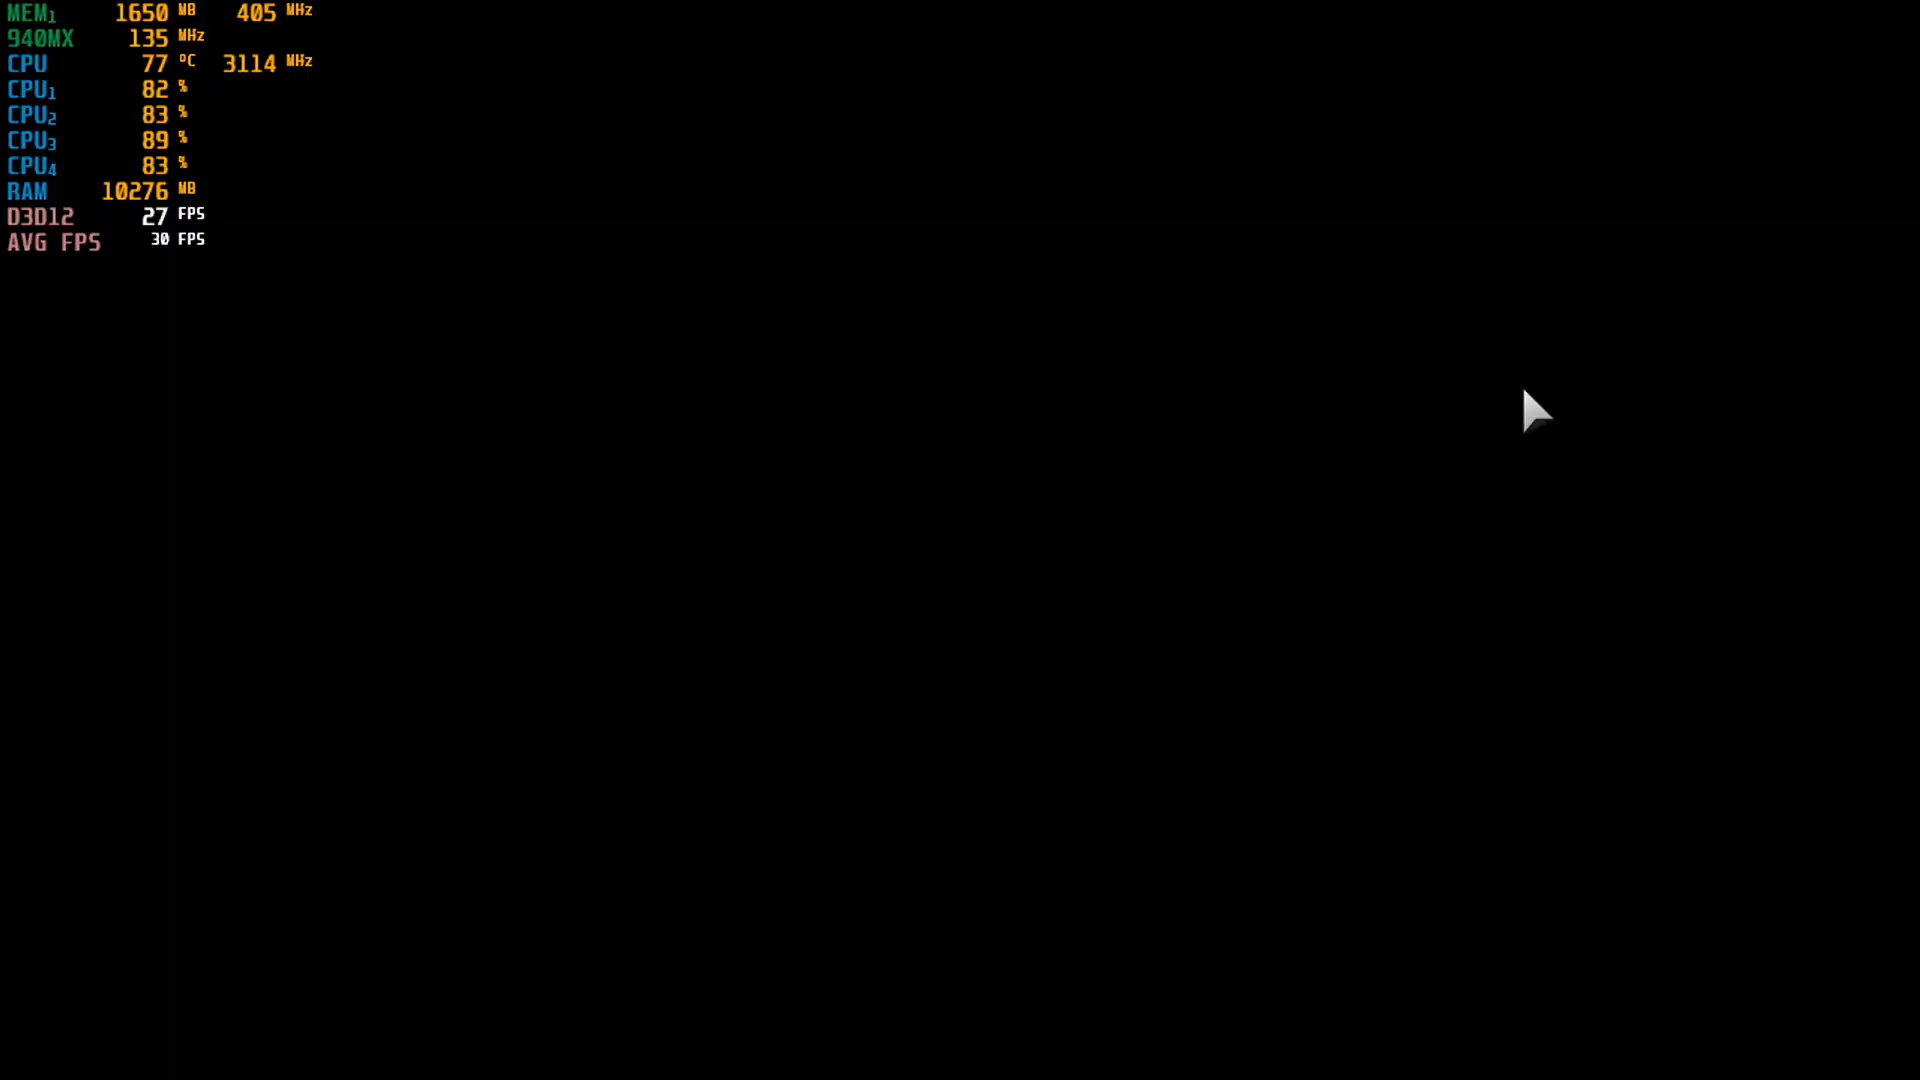 MEM₁ 1650 MB 405 MHz
940MX 135 MHz
CPU 77 °C 3114 MHz
CPU₁ 82 %
CPU₂ 83 %
CPU₃ 89 %
CPU₄ 83 %
RAM 10276 MB
D3D12 27 FPS
AVG FPS 30 FPS